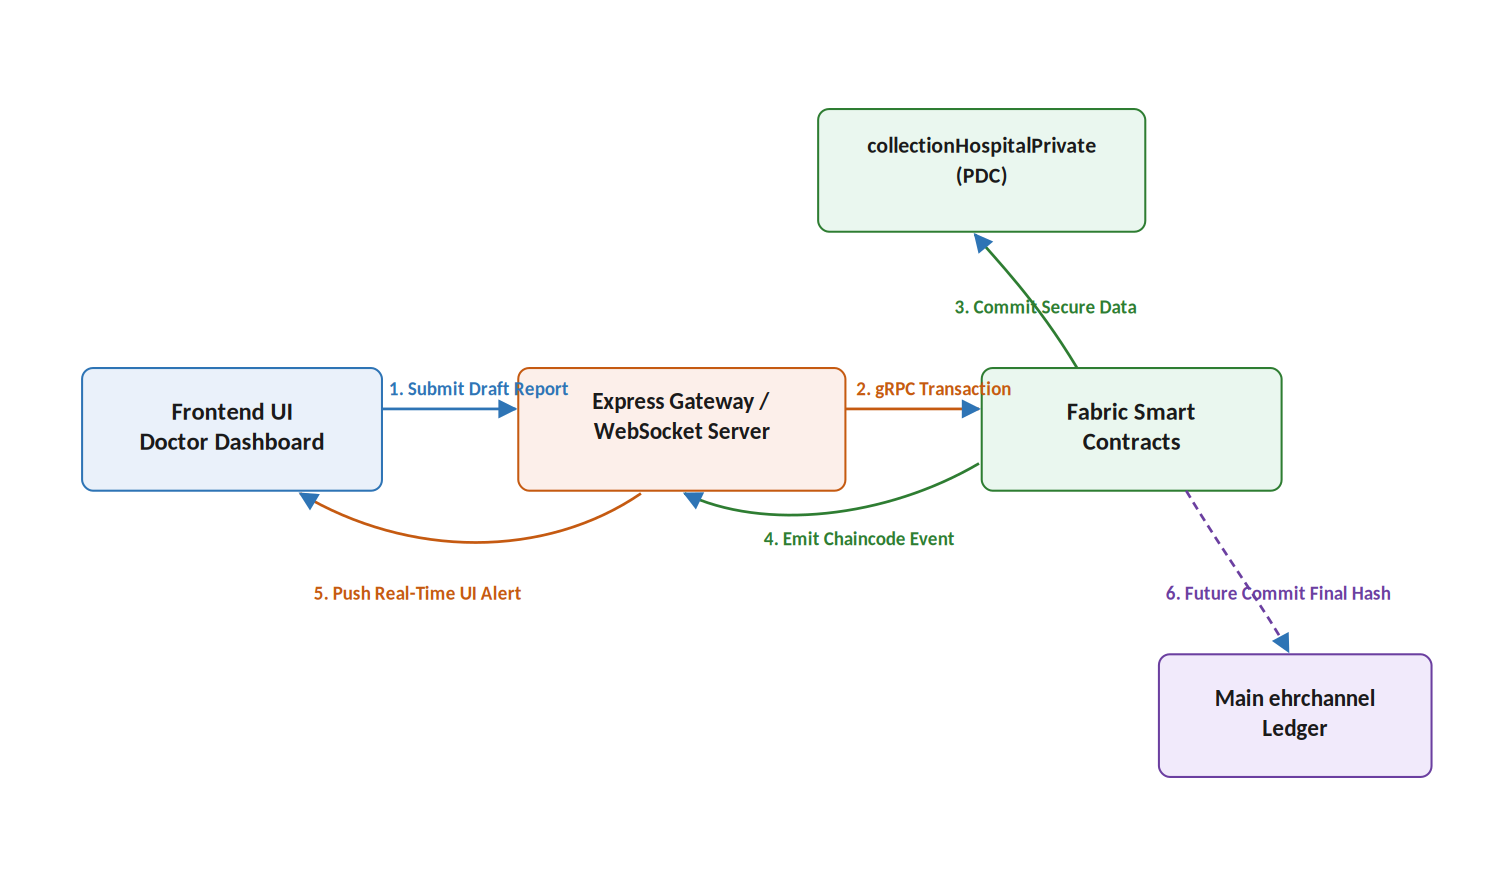 collectionHospitalPrivate
(PDC)
3. Commit Secure Data
1. Submit Draft Report
2. gRPC Transaction
Frontend UI
Doctor Dashboard
Express Gateway /
WebSocket Server
Fabric Smart
Contracts
4. Emit Chaincode Event
5. Push Real-Time UI Alert
6. Future Commit Final Hash
Main ehrchannel
Ledger